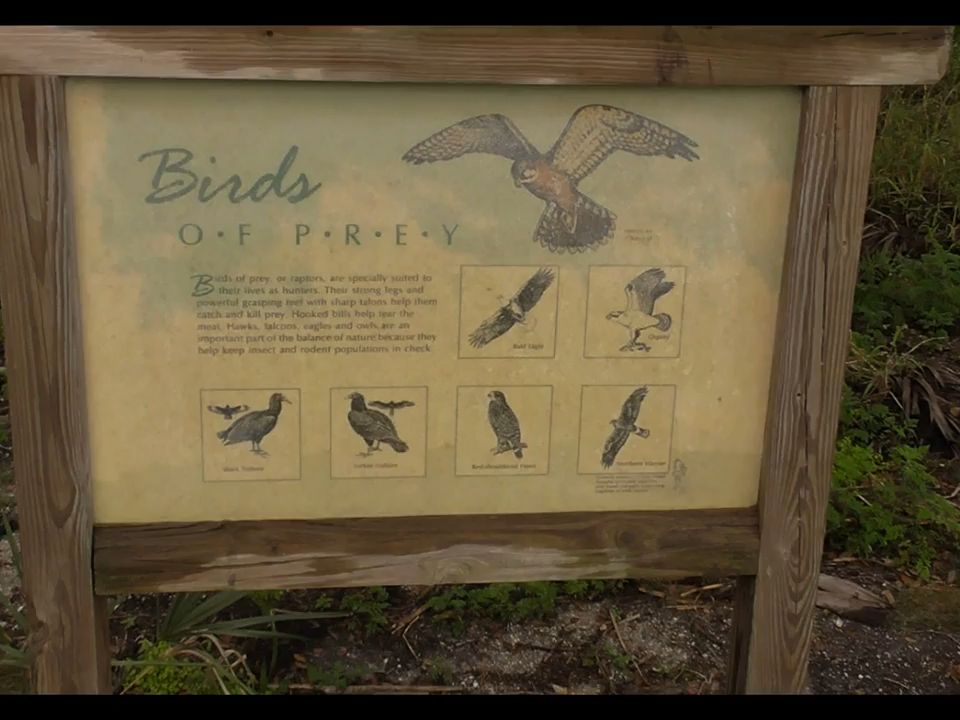 Birds
O·F P·R·E·Y
Birds of prey, or raptors, are specially suited to
their lives as hunters. Their strong legs and
powerful grasping feet with sharp talons help them
catch and kill prey. Hooked bills help tear the
meat. Hawks, falcons, eagles and owls are an
important part of the balance of nature because they
help keep insect and rodent populations in check.
Bald Eagle
Osprey
Black Vulture
Turkey Vulture
Red-shouldered Hawk
Northern Harrier